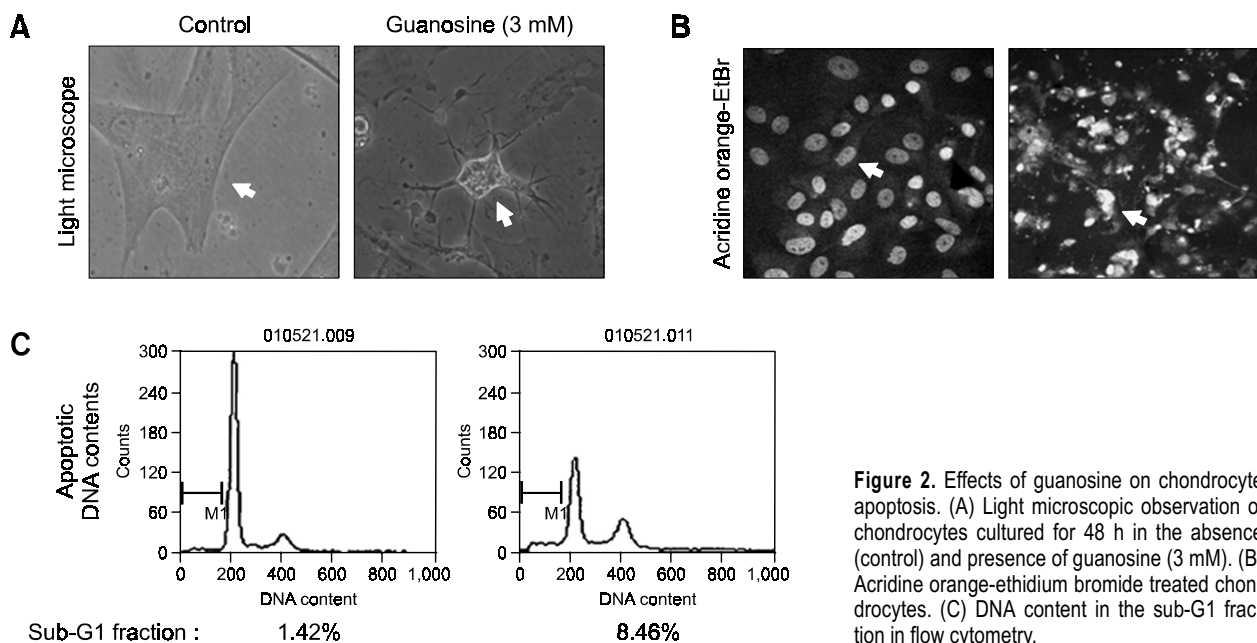 A
Control
Guanosine (3 mM)
Light microscope
B
Acridine orange-EtBr
C
Apoptotic
DNA contents
010521.009
300
240
180
120
60
0
Counts
M1
0 200 400 600 800 1,000
DNA content
010521.011
300
240
180
120
60
0
Counts
M1
0 200 400 600 800 1,000
DNA content
Sub-G1 fraction : 1.42% 8.46%
Figure 2. Effects of guanosine on chondrocyte
apoptosis. (A) Light microscopic observation o
chondrocytes cultured for 48 h in the absence
(control) and presence of guanosine (3 mM). (B
Acridine orange-ethidium bromide treated chon
drocytes. (C) DNA content in the sub-G1 frac
tion in flow cytometry.